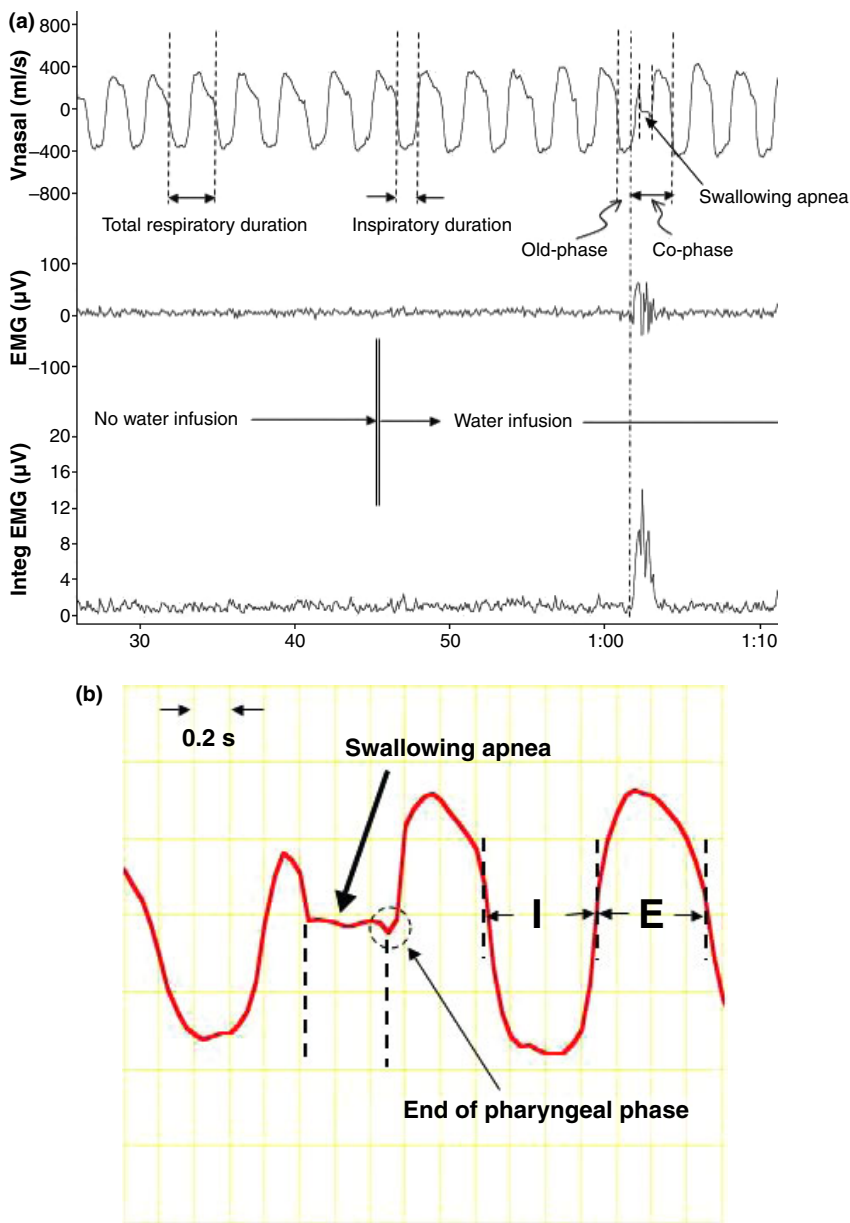 (a)
800
400
0
−400
−800
Vnasal (ml/s)
Swallowing apnea
Total respiratory duration
Inspiratory duration
Old-phase
Co-phase
100
0
−100
EMG (µV)
No water infusion
Water infusion
20
16
12
8
4
0
Integ EMG (µV)
30 40 50 1:00 1:10
(b)
0.2 s
Swallowing apnea
I E
End of pharyngeal phase